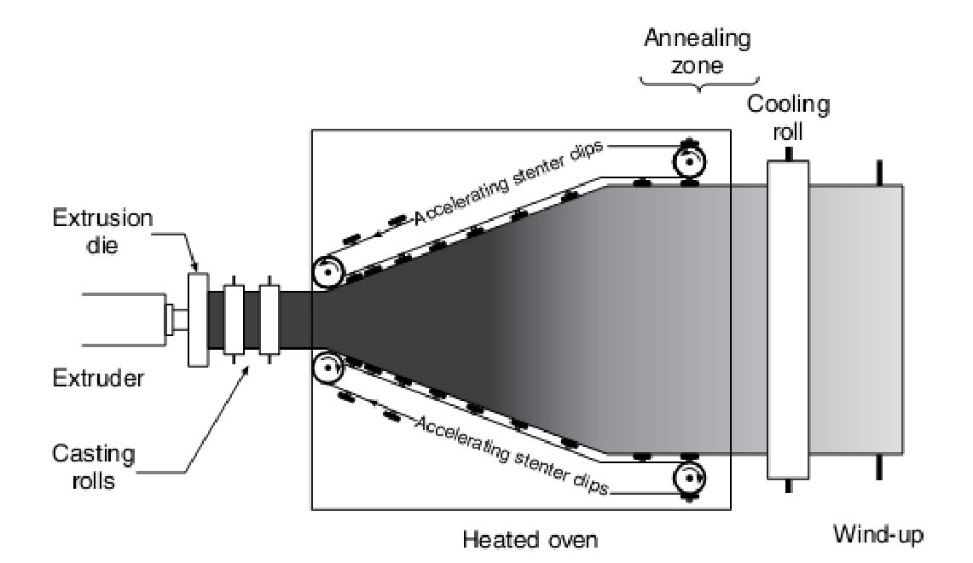 Annealing
zone
Cooling
roll
Accelerating stenter clips
Extrusion
die
Extruder
Casting
rolls
Accelerating stenter clips
Heated oven
Wind-up